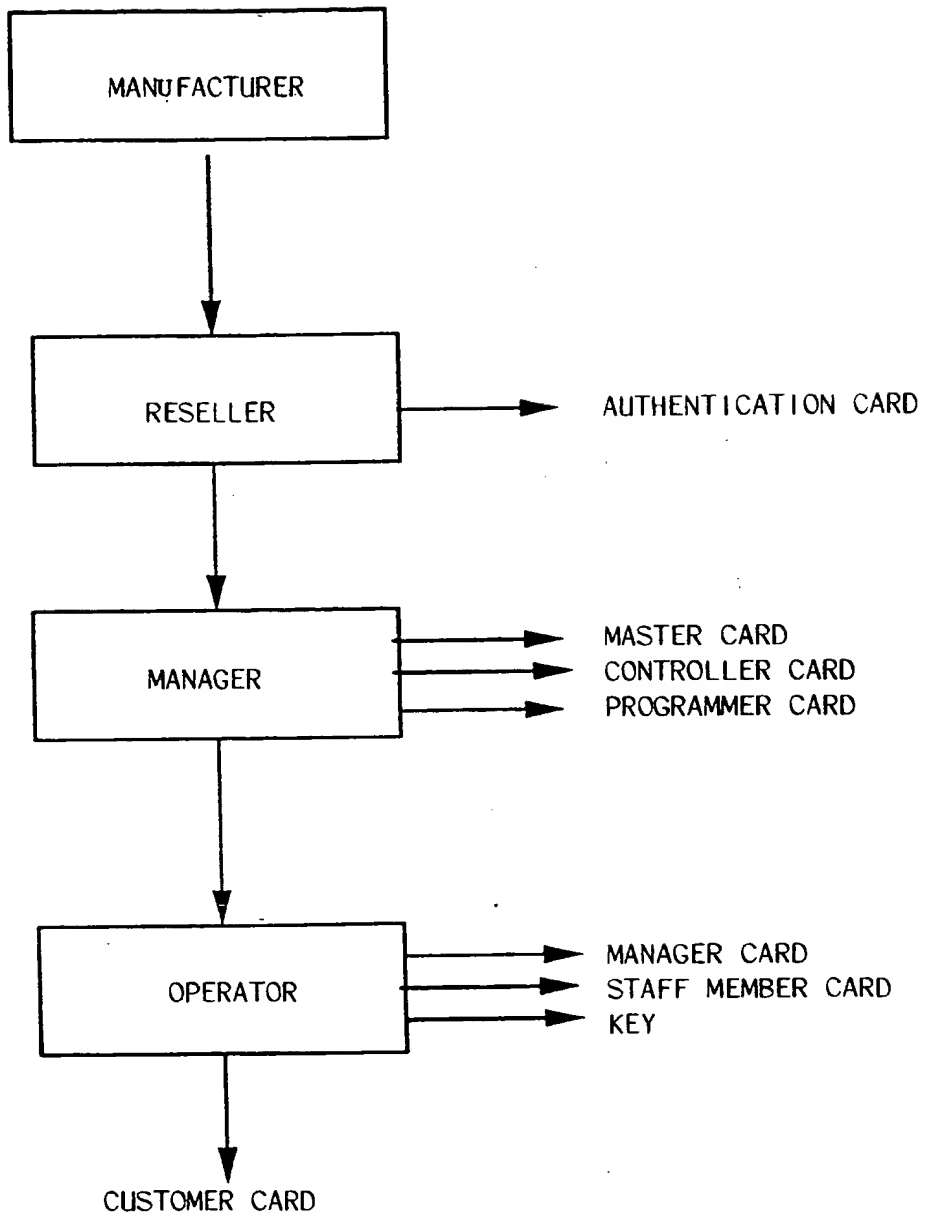 MANUFACTURER
RESELLER
AUTHENTICATION CARD
MANAGER
MASTER CARD
CONTROLLER CARD
PROGRAMMER CARD
OPERATOR
MANAGER CARD
STAFF MEMBER CARD
KEY
CUSTOMER CARD